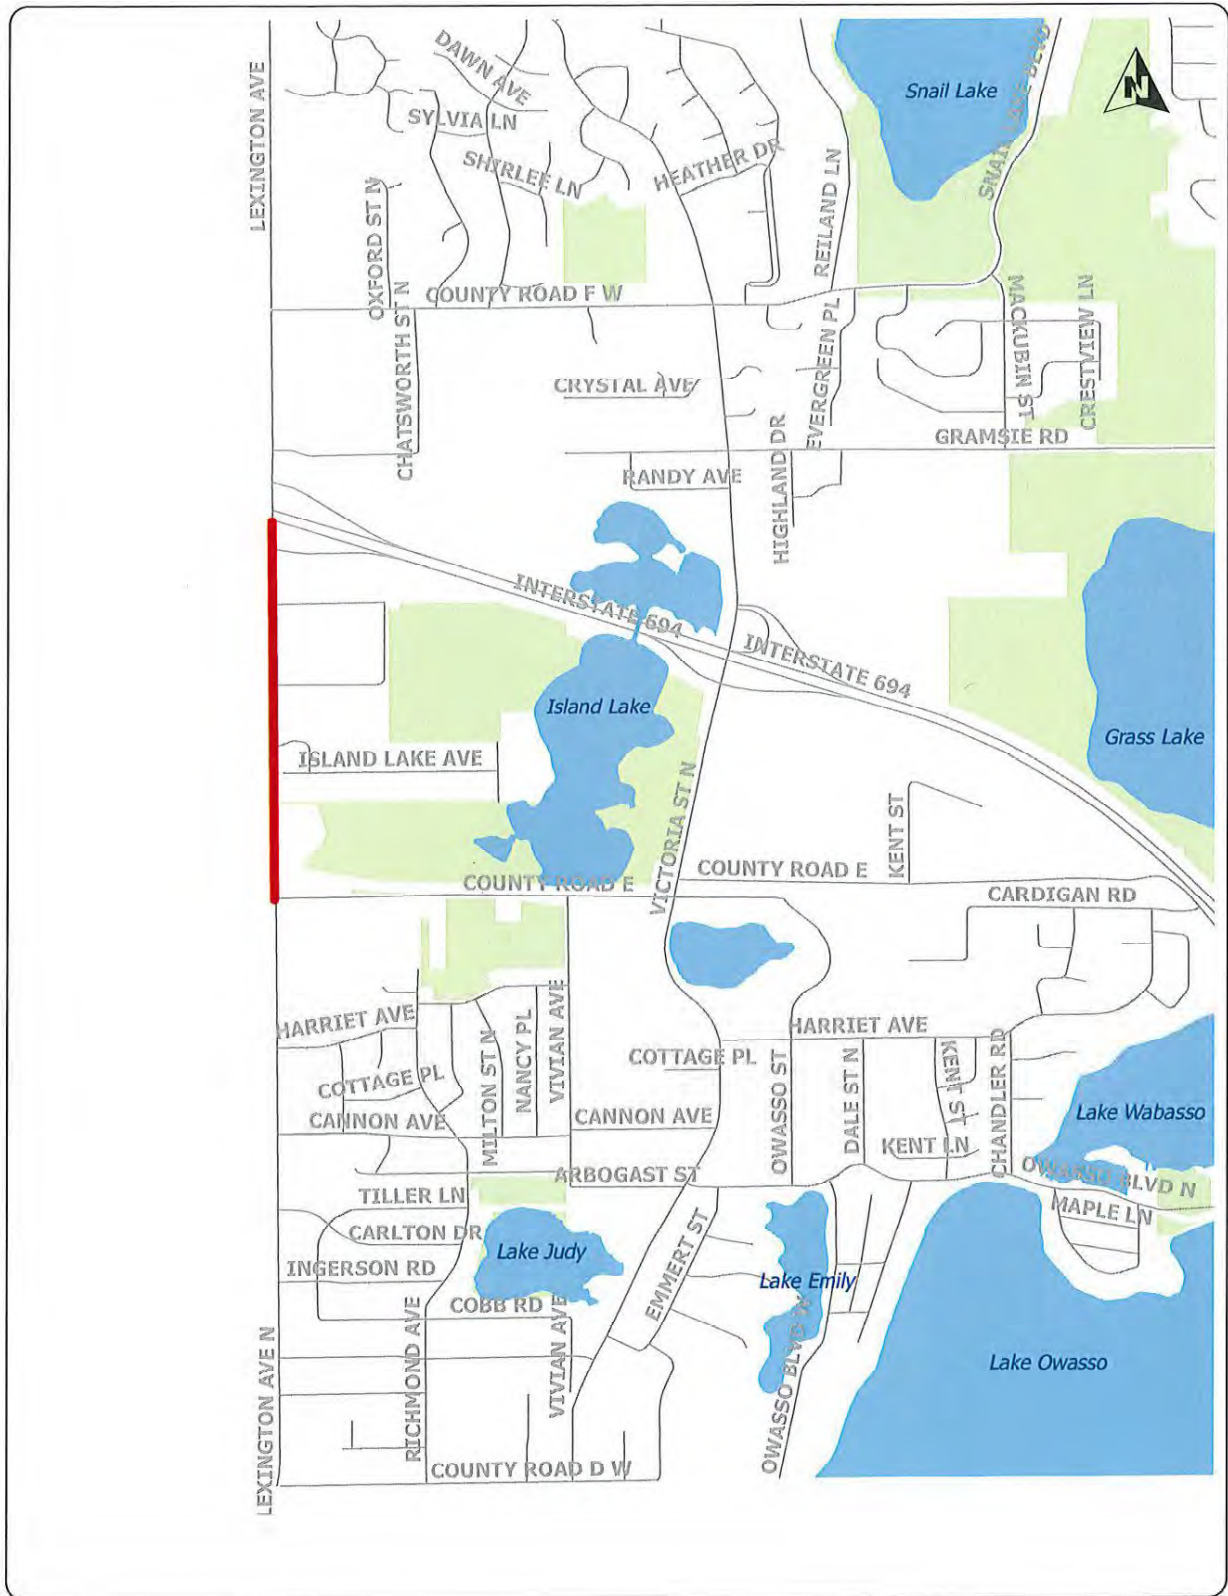 LEXINGTON AVE
DAWN AVE
SYLVIA LN
SHIRLEE LN
HEATHER DR
Snail Lake
SNAIL LAKE BLVD
N
OXFORD ST N
REILAND LN
COUNTY ROAD F W
CHATSWORTH ST N
EVERGREEN PL
MACKUBIN ST
CRESTVIEW LN
CRYSTAL AVE
GRAMSIE RD
RANDY AVE
HIGHLAND DR
INTERSTATE 694
INTERSTATE 694
Island Lake
Grass Lake
ISLAND LAKE AVE
VICTORIA ST N
KENT ST
COUNTY ROAD E
COUNTY ROAD E
CARDIGAN RD
HARRIET AVE
HARRIET AVE
COTTAGE PL
COTTAGE PL
MILTON ST N
NANCY PL
VIVIAN AVE
CANNON AVE
CANNON AVE
OWASSO ST
DALE ST N
KENT ST
CHANDLER RD
KENT LN
Lake Wabasso
OWASSO BLVD N
MAPLE LN
ARBOGAST ST
TILLER LN
CARLTON DR
INGERSON RD
Lake Judy
EMMERT ST
Lake Emily
COBB RD
RICHMOND AVE
VIVIAN AVE
OWASSO BLVD W
Lake Owasso
LEXINGTON AVE N
COUNTY ROAD D W